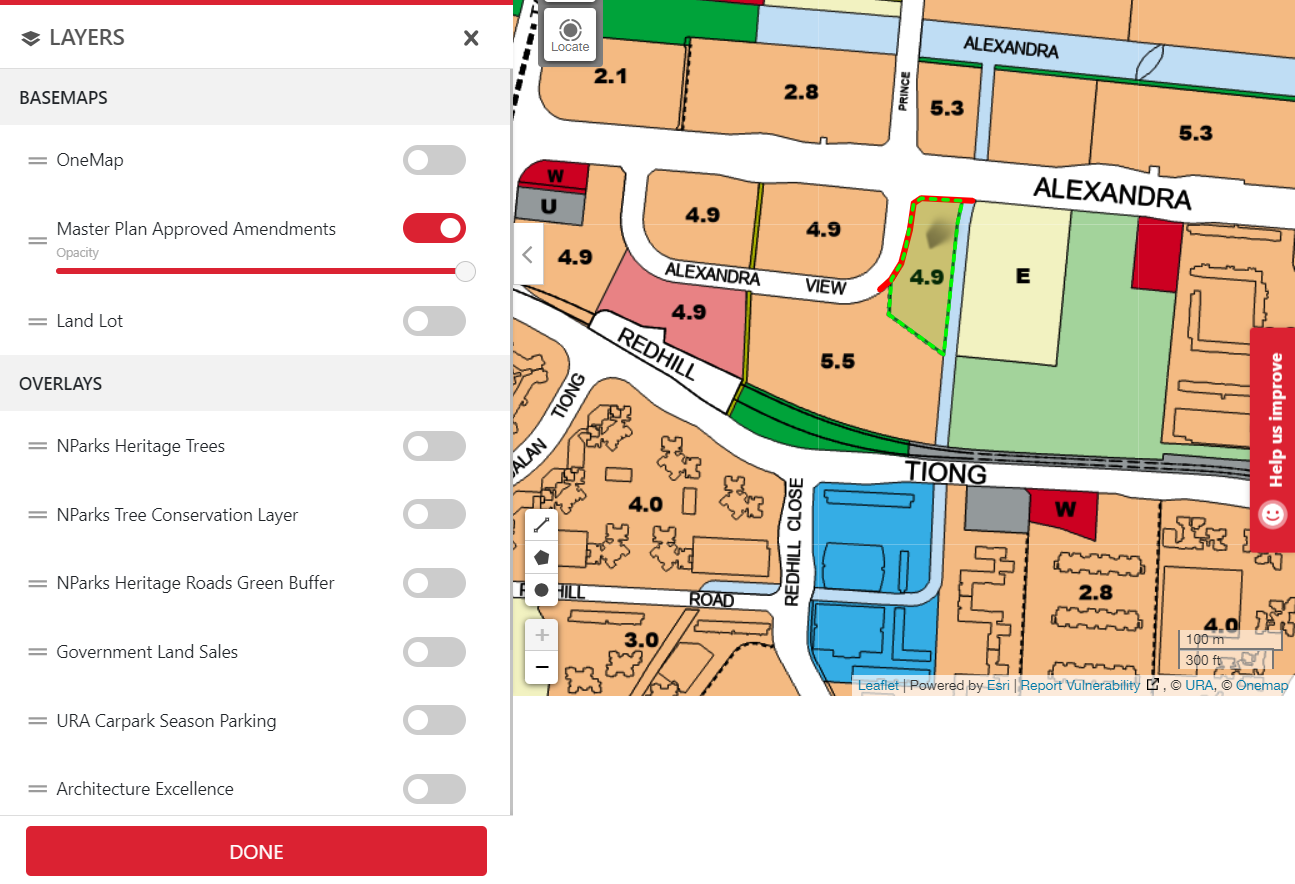 LAYERS
BASEMAPS
OneMap
Master Plan Approved Amendments
Opacity
Land Lot
OVERLAYS
NParks Heritage Trees
NParks Tree Conservation Layer
NParks Heritage Roads Green Buffer
Government Land Sales
URA Carpark Season Parking
Architecture Excellence
DONE
Locate
ALEXANDRA
2.1
2.8
PRINCE
5.3
5.3
W
U
ALEXANDRA
4.9
4.9
4.9
ALEXANDRA VIEW
4.9
E
4.9
REDHILL
5.5
TIONG
JALAN
TIONG
4.0
REDHILL CLOSE
W
ROAD
2.8
3.0
4.0
100 m
300 ft
Help us improve
Leaflet | Powered by Esri | Report Vulnerability , © URA, © Onemap